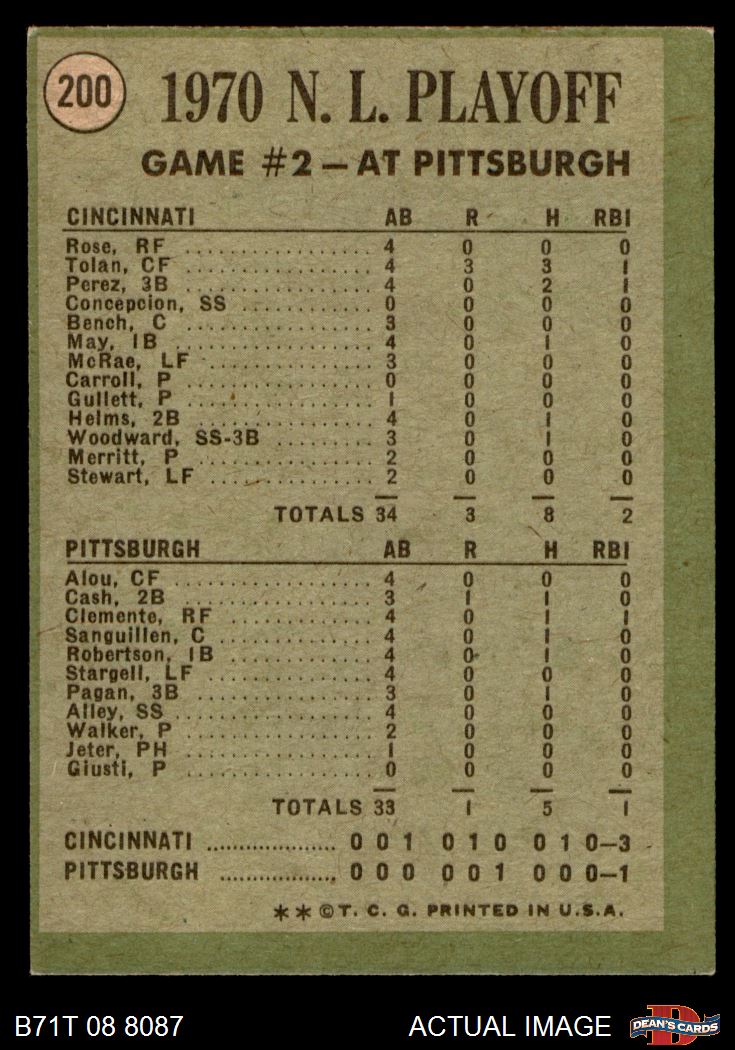 200
1970 N. L. PLAYOFF
GAME #2 — AT PITTSBURGH
CINCINNATI AB R H RBI
Rose, RF .................... 4 0 0 0
Tolan, CF .................... 4 3 3 1
Perez, 3B .................... 4 0 2 1
Concepcion, SS ............. 0 0 0 0
Bench, C .................... 3 0 0 0
May, 1B .................... 4 0 1 0
McRae, LF .................. 3 0 0 0
Carroll, P .................. 0 0 0 0
Gullett, P .................. 1 0 0 0
Helms, 2B .................. 4 0 1 0
Woodward, SS-3B ......... 3 0 1 0
Merritt, P .................. 2 0 0 0
Stewart, LF ................ 2 0 0 0
TOTALS 34 3 8 2
PITTSBURGH AB R H RBI
Alou, CF .................... 4 0 0 0
Cash, 2B .................... 3 1 1 0
Clemente, RF .............. 4 0 1 1
Sanguillen, C .............. 4 0 1 0
Robertson, 1B ............. 4 0 1 0
Stargell, LF ................ 4 0 0 0
Pagan, 3B .................. 3 0 1 0
Alley, SS .................... 4 0 0 0
Walker, P .................. 2 0 0 0
Jeter, PH .................. 1 0 0 0
Giusti, P .................. 0 0 0 0
TOTALS 33 1 5 1
CINCINNATI .................... 0 0 1 0 1 0 0 1 0—3
PITTSBURGH .................. 0 0 0 0 0 1 0 0 0—1
** © T. C. G. PRINTED IN U.S.A.
B71T 08 8087 ACTUAL IMAGE
D
DEAN'S CARDS